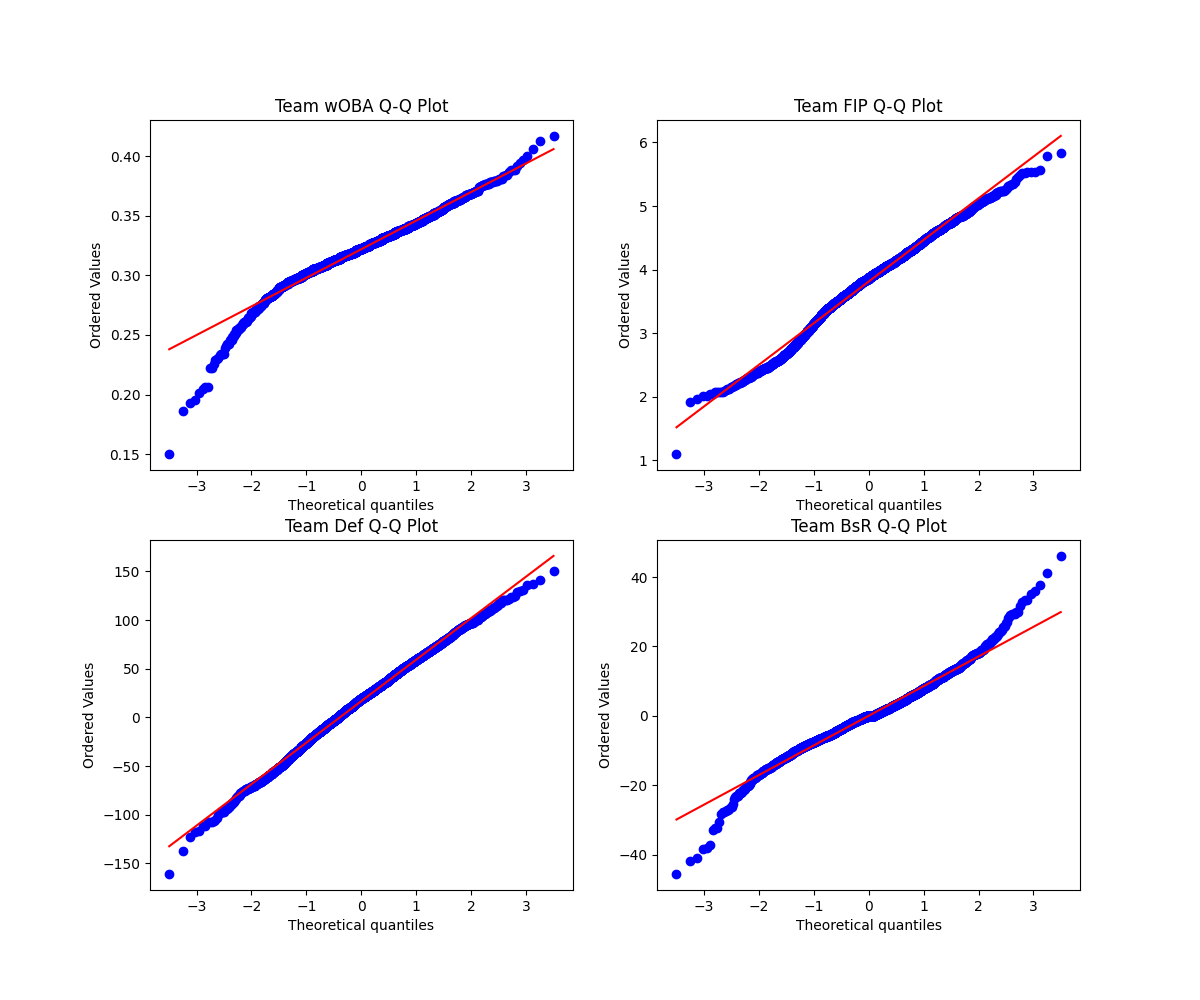 Team wOBA Q-Q Plot
Ordered Values
0.40
0.35
0.30
0.25
0.20
0.15
−3 −2 −1 0 1 2 3
Theoretical quantiles
Team FIP Q-Q Plot
Ordered Values
6
5
4
3
2
1
−3 −2 −1 0 1 2 3
Theoretical quantiles
Team Def Q-Q Plot
Ordered Values
150
100
50
0
−50
−100
−150
−3 −2 −1 0 1 2 3
Theoretical quantiles
Team BsR Q-Q Plot
Ordered Values
40
20
0
−20
−40
−3 −2 −1 0 1 2 3
Theoretical quantiles